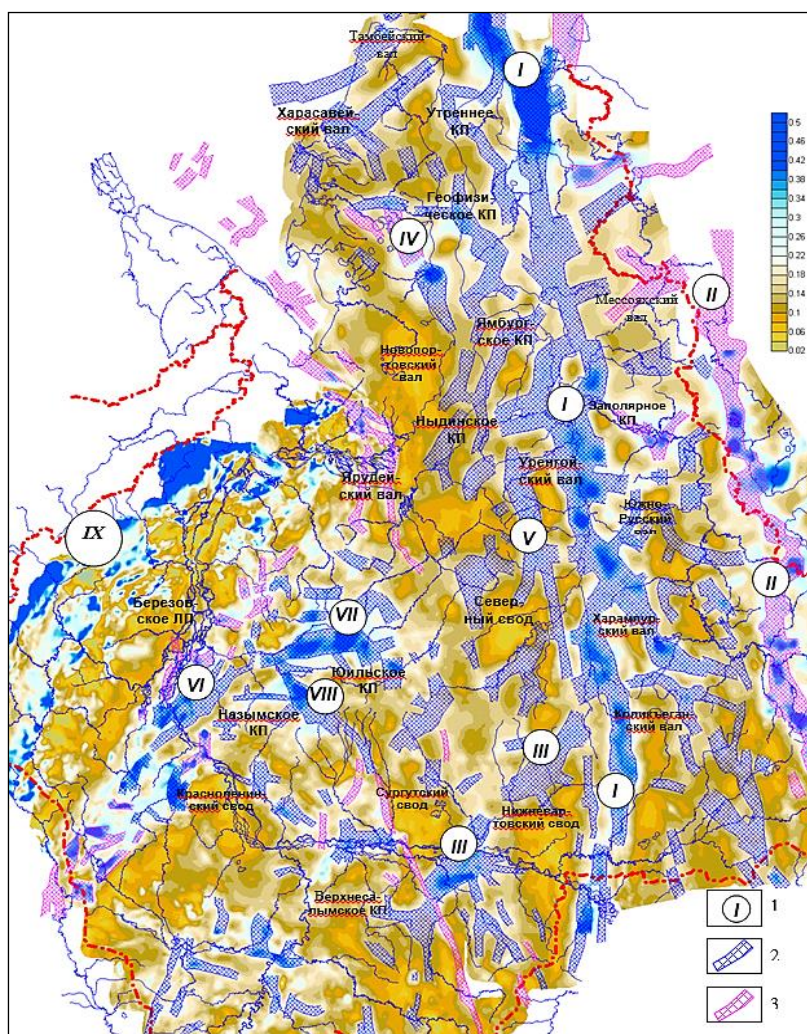 Тамбейский
вал
I
Харасавей-
ский вал
Утреннее
КП
0.5
0.46
0.42
0.38
0.34
0.3
0.26
0.22
0.18
0.14
0.1
0.06
0.02
Геофизи-
ческое КП
IV
II
Мессояхский
вал
Ямбург-
ское КП
Новопор-
товский
вал
I
Заполярное
КП
Ныдинское
КП
Уренгой-
ский вал
Ярудей-
ский вал
Южно-
Русский
вал
IX
V
II
Березов-
ское ЛП
VII
Север-
ный свод
Харампур-
ский вал
VI
Юильское
КП
VIII
Назымское
КП
Коликъеган-
ский вал
III
I
Красноленин-
ский свод
Сургутский
свод
Нижневар-
товский свод
III
Верхнеса-
лымское КП
I 1
2
3